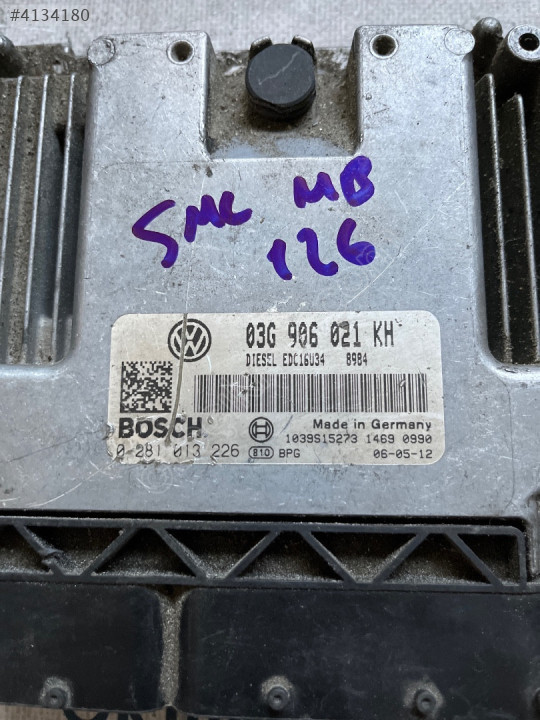 #4134180
SMC MB
126
03G 906 021 KH
DIESEL EDC16U34 8984
BOSCH
Made in Germany
1039S15273 1469 0990
0 281 013 226 810 BPG 06-05-12